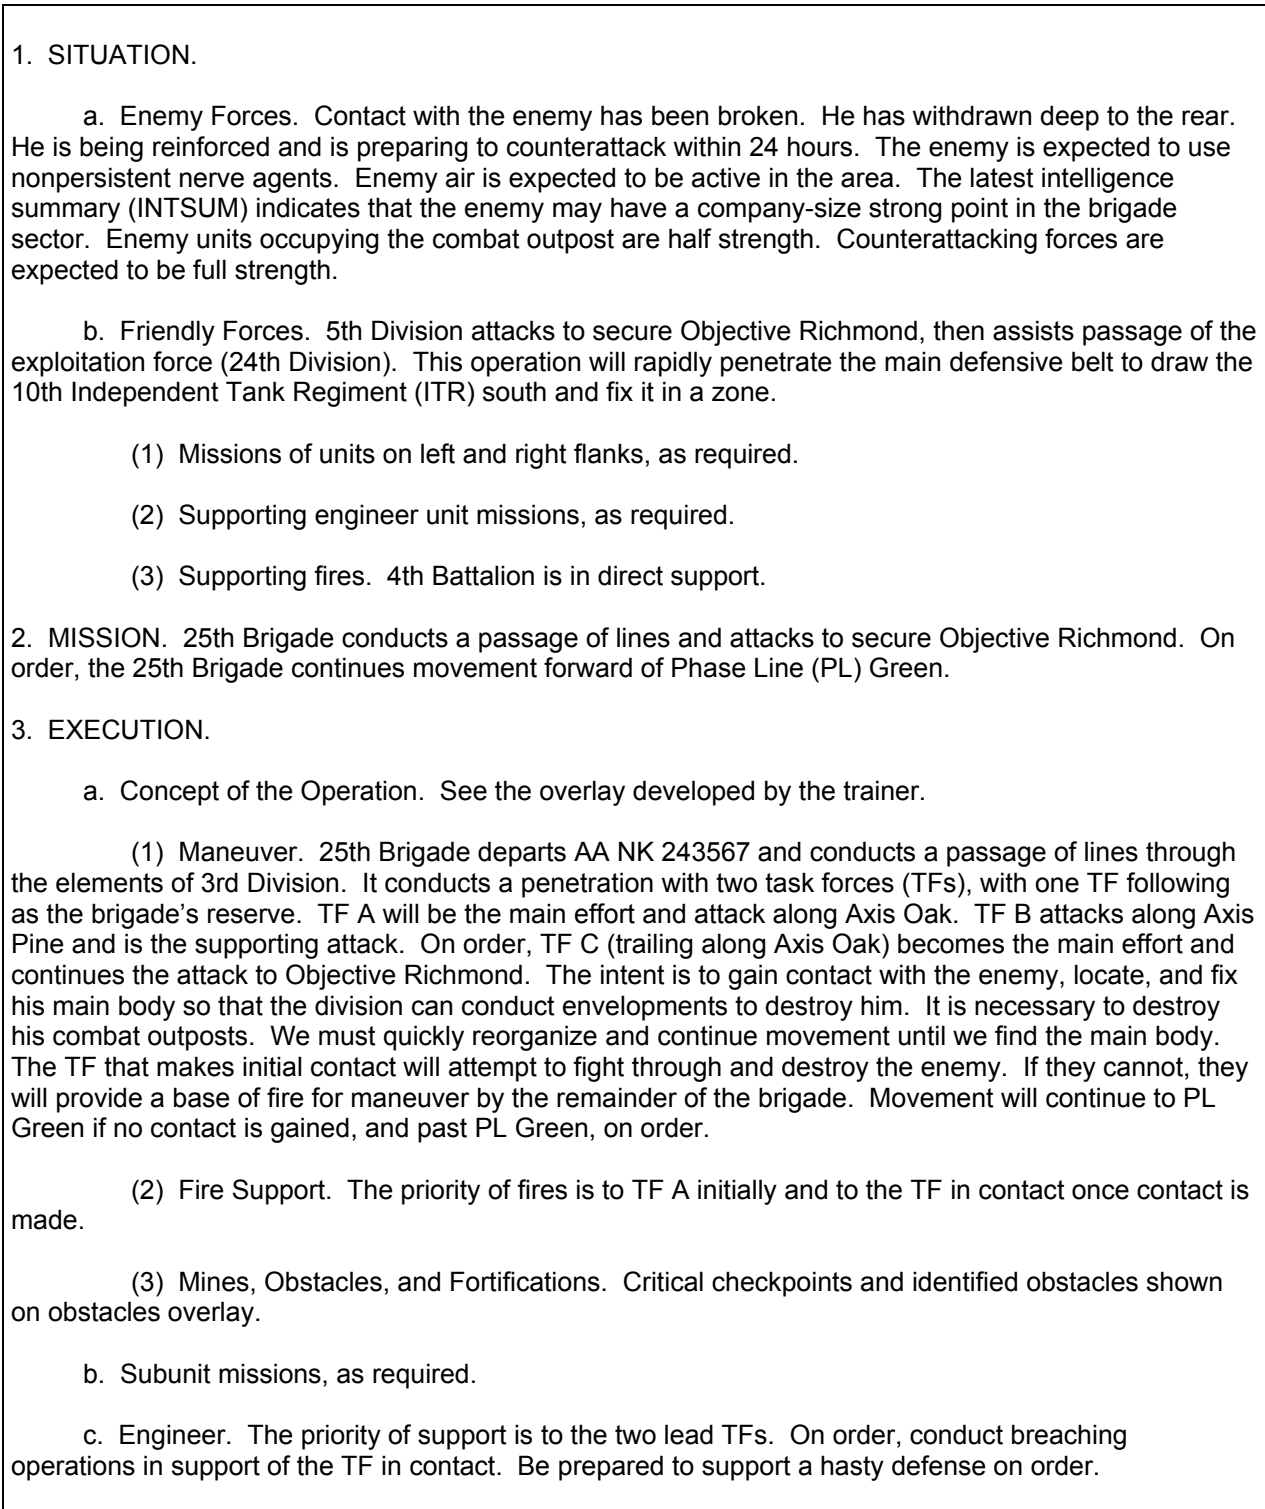 1.  SITUATION.
a.  Enemy Forces.  Contact with the enemy has been broken.  He has withdrawn deep to the rear.
He is being reinforced and is preparing to counterattack within 24 hours.  The enemy is expected to use
nonpersistent nerve agents.  Enemy air is expected to be active in the area.  The latest intelligence
summary (INTSUM) indicates that the enemy may have a company-size strong point in the brigade
sector.  Enemy units occupying the combat outpost are half strength.  Counterattacking forces are
expected to be full strength.
b.  Friendly Forces.  5th Division attacks to secure Objective Richmond, then assists passage of the
exploitation force (24th Division).  This operation will rapidly penetrate the main defensive belt to draw the
10th Independent Tank Regiment (ITR) south and fix it in a zone.
(1)  Missions of units on left and right flanks, as required.
(2)  Supporting engineer unit missions, as required.
(3)  Supporting fires.  4th Battalion is in direct support.
2.  MISSION.  25th Brigade conducts a passage of lines and attacks to secure Objective Richmond.  On
order, the 25th Brigade continues movement forward of Phase Line (PL) Green.
3.  EXECUTION.
a.  Concept of the Operation.  See the overlay developed by the trainer.
(1)  Maneuver.  25th Brigade departs AA NK 243567 and conducts a passage of lines through
the elements of 3rd Division.  It conducts a penetration with two task forces (TFs), with one TF following
as the brigade's reserve.  TF A will be the main effort and attack along Axis Oak.  TF B attacks along Axis
Pine and is the supporting attack.  On order, TF C (trailing along Axis Oak) becomes the main effort and
continues the attack to Objective Richmond.  The intent is to gain contact with the enemy, locate, and fix
his main body so that the division can conduct envelopments to destroy him.  It is necessary to destroy
his combat outposts.  We must quickly reorganize and continue movement until we find the main body.
The TF that makes initial contact will attempt to fight through and destroy the enemy.  If they cannot, they
will provide a base of fire for maneuver by the remainder of the brigade.  Movement will continue to PL
Green if no contact is gained, and past PL Green, on order.
(2)  Fire Support.  The priority of fires is to TF A initially and to the TF in contact once contact is
made.
(3)  Mines, Obstacles, and Fortifications.  Critical checkpoints and identified obstacles shown
on obstacles overlay.
b.  Subunit missions, as required.
c.  Engineer.  The priority of support is to the two lead TFs.  On order, conduct breaching
operations in support of the TF in contact.  Be prepared to support a hasty defense on order.